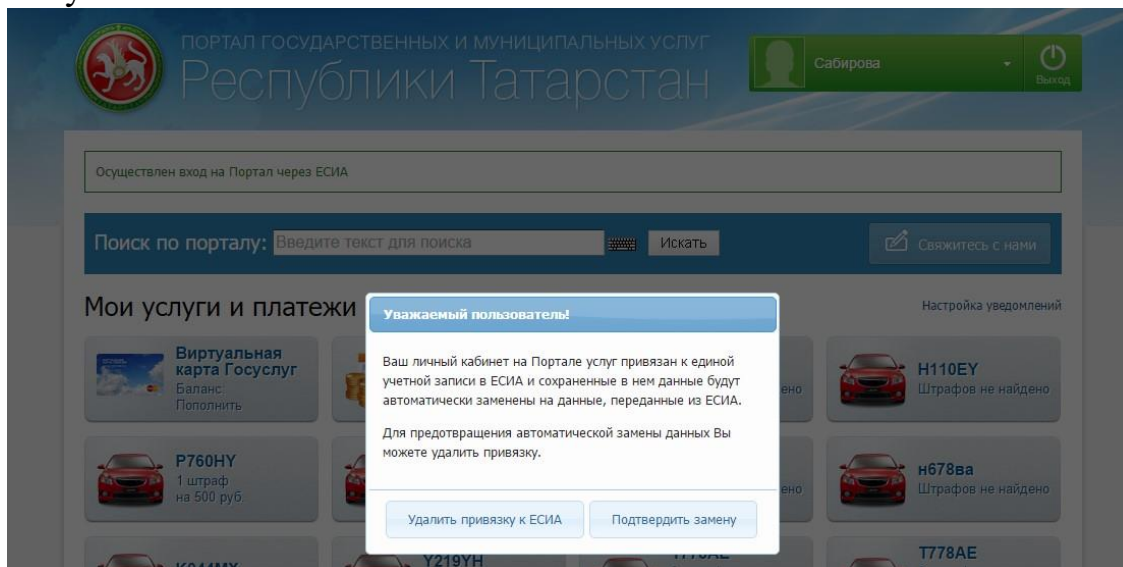 ПОРТАЛ ГОСУДАРСТВЕННЫХ И МУНИЦИПАЛЬНЫХ УСЛУГ
Республики Татарстан
Сабирова
Выход
Осуществлен вход на Портал через ЕСИА
Поиск по порталу: Введите текст для поиска Искать
Свяжитесь с нами
Мои услуги и платежи
Настройка уведомлений
Виртуальная
карта Госуслуг
Баланс:
Пополнить
ено
H110EY
Штрафов не найдено
Уважаемый пользователь!
Ваш личный кабинет на Портале услуг привязан к единой
учетной записи в ЕСИА и сохраненные в нем данные будут
автоматически заменены на данные, переданные из ЕСИА.
Для предотвращения автоматической замены данных Вы
можете удалить привязку.
Удалить привязку к ЕСИА
Подтвердить замену
P760HY
1 штраф
на 500 руб.
ено
н678ва
Штрафов не найдено
Y219YH
T778AE